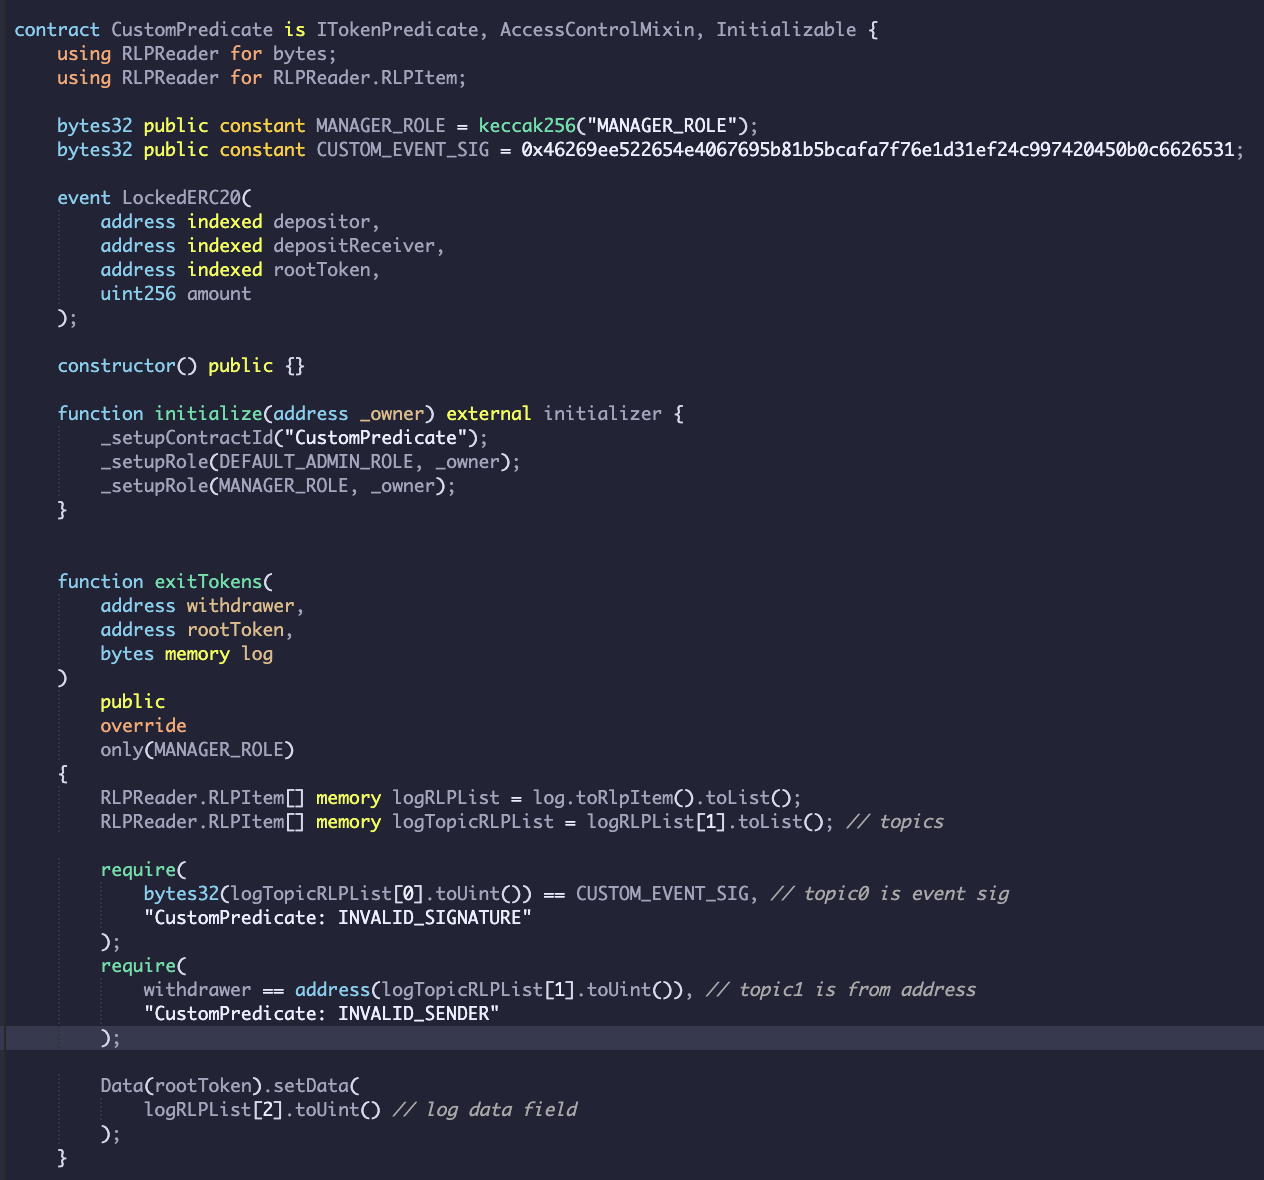 contract CustomPredicate is ITokenPredicate, AccessControlMixin, Initializable {
using RLPReader for bytes;
using RLPReader for RLPReader.RLPItem;
bytes32 public constant MANAGER_ROLE = keccak256("MANAGER_ROLE");
bytes32 public constant CUSTOM_EVENT_SIG = 0x46269ee522654e4067695b81b5bcafa7f76e1d31ef24c997420450b0c6626531;
event LockedERC20(
address indexed depositor,
address indexed depositReceiver,
address indexed rootToken,
uint256 amount
);
constructor() public {}
function initialize(address _owner) external initializer {
_setupContractId("CustomPredicate");
_setupRole(DEFAULT_ADMIN_ROLE, _owner);
_setupRole(MANAGER_ROLE, _owner);
}
function exitTokens(
address withdrawer,
address rootToken,
bytes memory log
)
public
override
only(MANAGER_ROLE)
{
RLPReader.RLPItem[] memory logRLPList = log.toRlpItem().toList();
RLPReader.RLPItem[] memory logTopicRLPList = logRLPList[1].toList(); // topics
require(
bytes32(logTopicRLPList[0].toUint()) == CUSTOM_EVENT_SIG, // topic0 is event sig
"CustomPredicate: INVALID_SIGNATURE"
);
require(
withdrawer == address(logTopicRLPList[1].toUint()), // topic1 is from address
"CustomPredicate: INVALID_SENDER"
);
Data(rootToken).setData(
logRLPList[2].toUint() // log data field
);
}